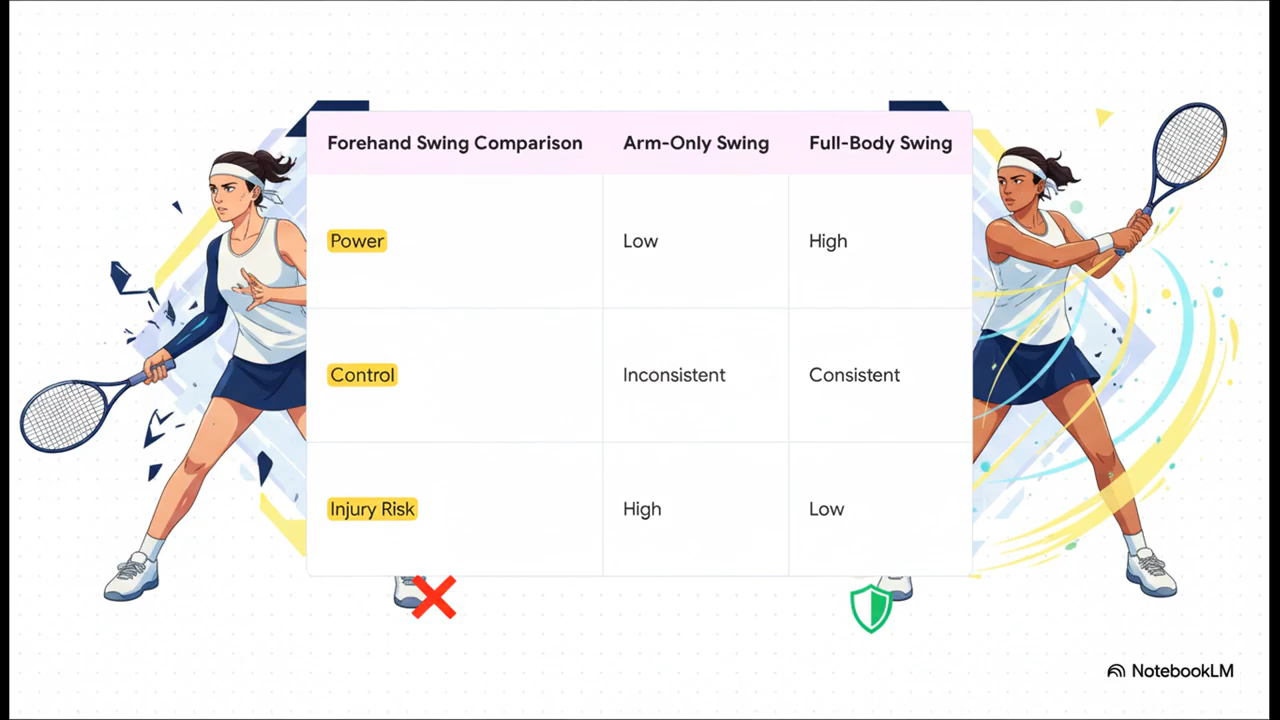 Forehand Swing Comparison Arm-Only Swing Full-Body Swing
Power Low High
Control Inconsistent Consistent
Injury Risk High Low
NotebookLM